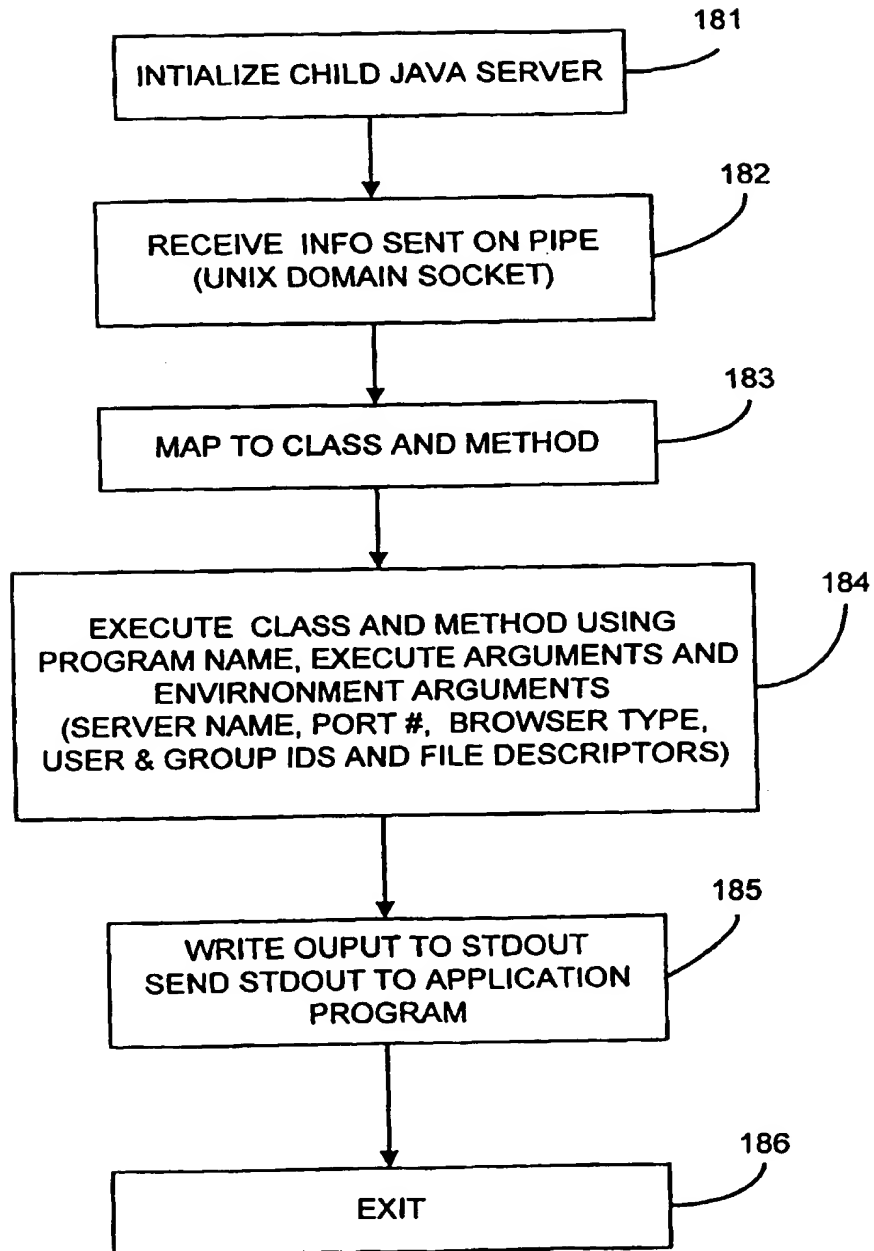 181
INTIALIZE CHILD JAVA SERVER
182
RECEIVE INFO SENT ON PIPE
(UNIX DOMAIN SOCKET)
183
MAP TO CLASS AND METHOD
184
EXECUTE CLASS AND METHOD USING
PROGRAM NAME, EXECUTE ARGUMENTS AND
ENVIRNONMENT ARGUMENTS
(SERVER NAME, PORT #, BROWSER TYPE,
USER & GROUP IDS AND FILE DESCRIPTORS)
185
WRITE OUPUT TO STDOUT
SEND STDOUT TO APPLICATION
PROGRAM
186
EXIT